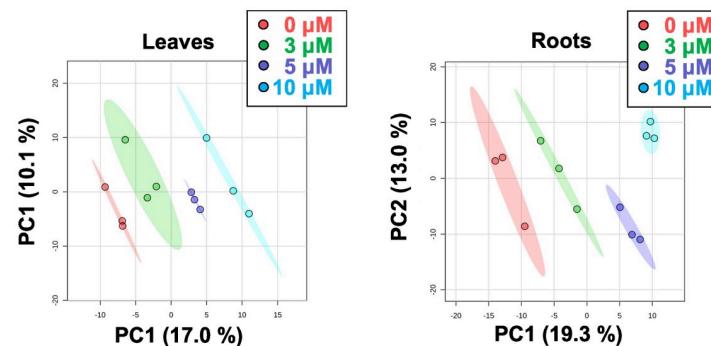 Leaves
0 µM
3 µM
5 µM
10 µM
PC1 (10.1 %)
20
10
0
-10
-20
-10
-5
0
5
10
15
PC1 (17.0 %)
Roots
0 µM
3 µM
5 µM
10 µM
PC2 (13.0 %)
20
10
0
-10
-20
-20
-15
-10
-5
0
5
10
PC1 (19.3 %)